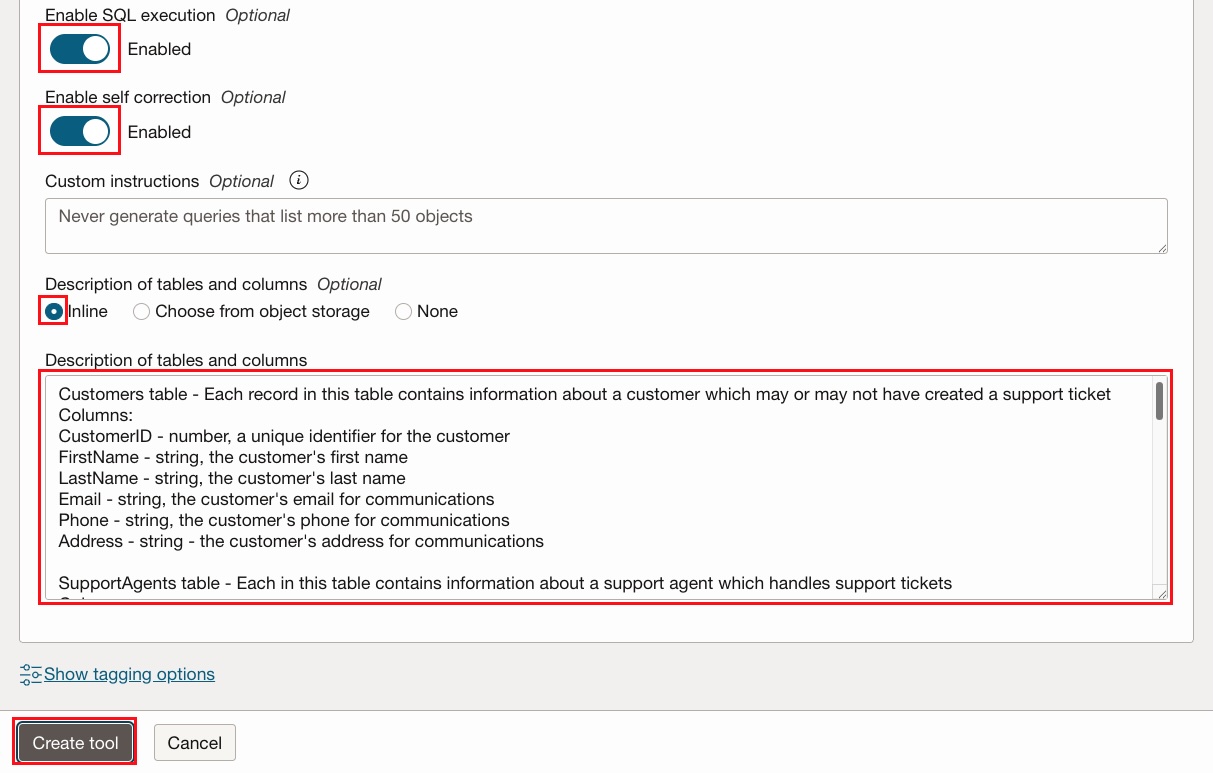 Enable SQL execution Optional
Enabled
Enable self correction Optional
Enabled
Custom instructions Optional
Never generate queries that list more than 50 objects
Description of tables and columns Optional
Inline Choose from object storage None
Description of tables and columns
Customers table - Each record in this table contains information about a customer which may or may not have created a support ticket
Columns:
CustomerID - number, a unique identifier for the customer
FirstName - string, the customer's first name
LastName - string, the customer's last name
Email - string, the customer's email for communications
Phone - string, the customer's phone for communications
Address - string - the customer's address for communications
SupportAgents table - Each in this table contains information about a support agent which handles support tickets
Show tagging options
Create tool Cancel